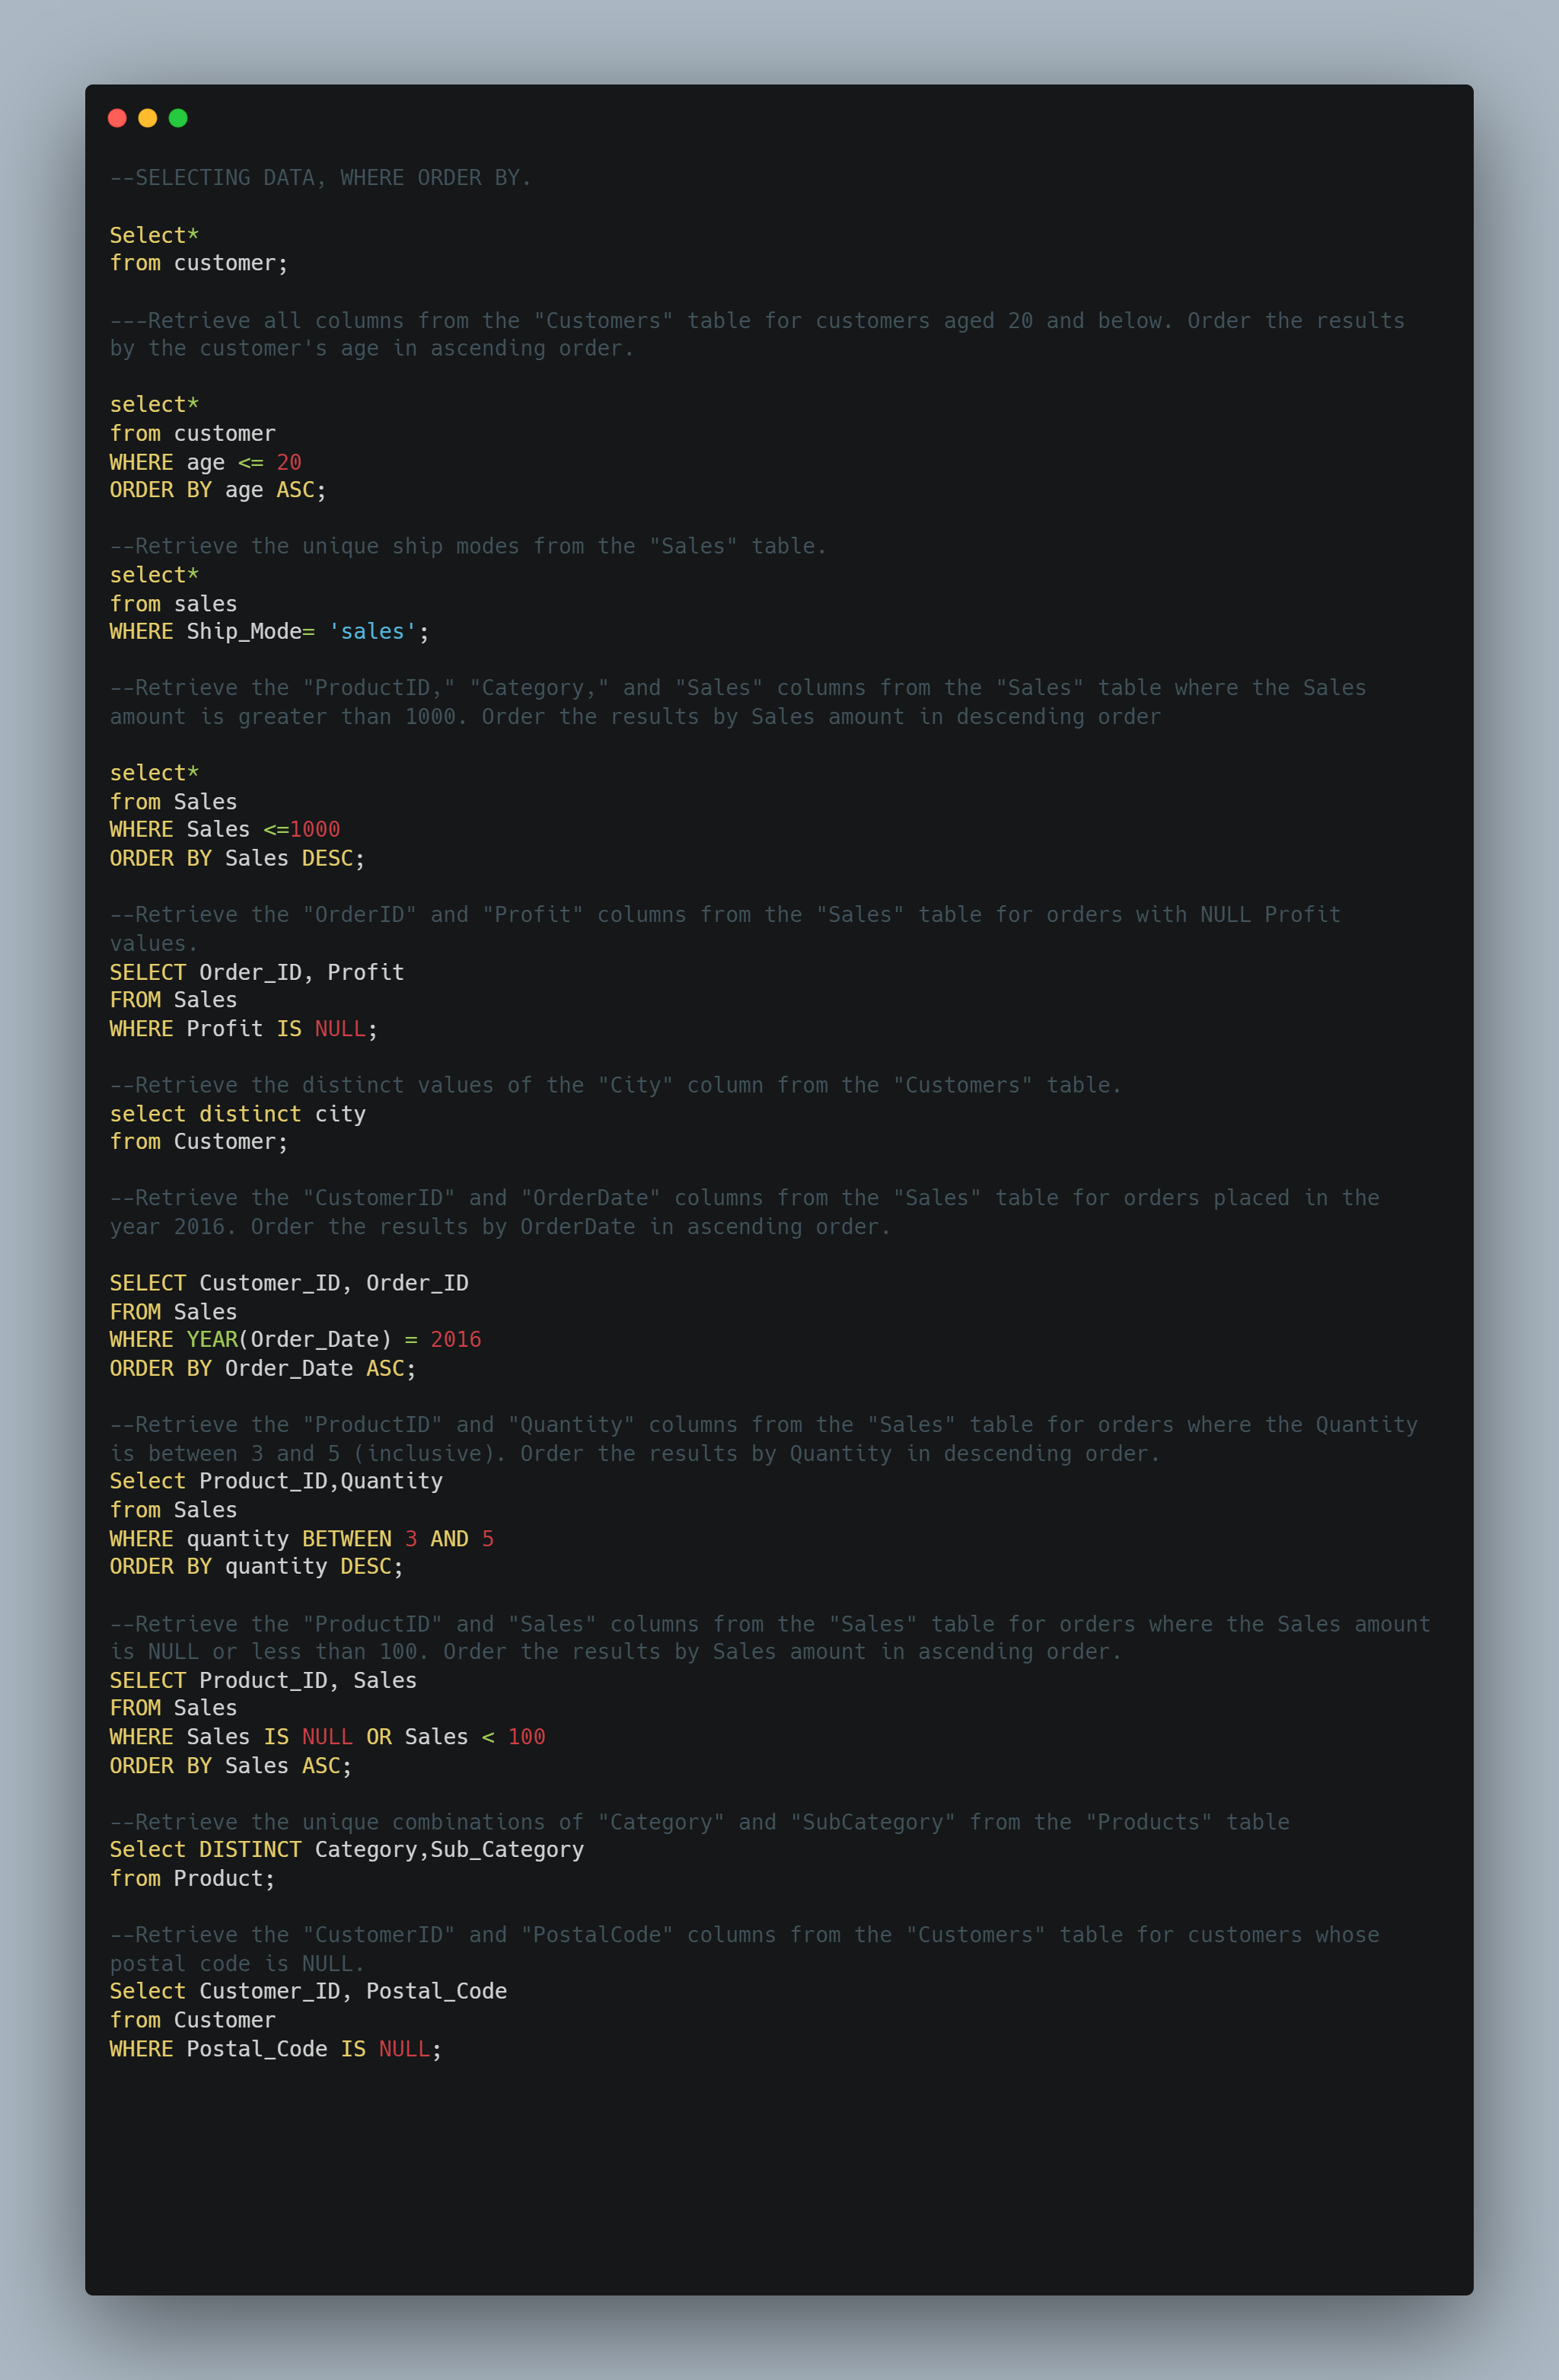 --SELECTING DATA, WHERE ORDER BY.
Select*
from customer;
---Retrieve all columns from the "Customers" table for customers aged 20 and below. Order the results
by the customer's age in ascending order.
select*
from customer
WHERE age <= 20
ORDER BY age ASC;
--Retrieve the unique ship modes from the "Sales" table.
select*
from sales
WHERE Ship_Mode= 'sales';
--Retrieve the "ProductID," "Category," and "Sales" columns from the "Sales" table where the Sales
amount is greater than 1000. Order the results by Sales amount in descending order
select*
from Sales
WHERE Sales <=1000
ORDER BY Sales DESC;
--Retrieve the "OrderID" and "Profit" columns from the "Sales" table for orders with NULL Profit
values.
SELECT Order_ID, Profit
FROM Sales
WHERE Profit IS NULL;
--Retrieve the distinct values of the "City" column from the "Customers" table.
select distinct city
from Customer;
--Retrieve the "CustomerID" and "OrderDate" columns from the "Sales" table for orders placed in the
year 2016. Order the results by OrderDate in ascending order.
SELECT Customer_ID, Order_ID
FROM Sales
WHERE YEAR(Order_Date) = 2016
ORDER BY Order_Date ASC;
--Retrieve the "ProductID" and "Quantity" columns from the "Sales" table for orders where the Quantity
is between 3 and 5 (inclusive). Order the results by Quantity in descending order.
Select Product_ID,Quantity
from Sales
WHERE quantity BETWEEN 3 AND 5
ORDER BY quantity DESC;
--Retrieve the "ProductID" and "Sales" columns from the "Sales" table for orders where the Sales amount
is NULL or less than 100. Order the results by Sales amount in ascending order.
SELECT Product_ID, Sales
FROM Sales
WHERE Sales IS NULL OR Sales < 100
ORDER BY Sales ASC;
--Retrieve the unique combinations of "Category" and "SubCategory" from the "Products" table
Select DISTINCT Category,Sub_Category
from Product;
--Retrieve the "CustomerID" and "PostalCode" columns from the "Customers" table for customers whose
postal code is NULL.
Select Customer_ID, Postal_Code
from Customer
WHERE Postal_Code IS NULL;